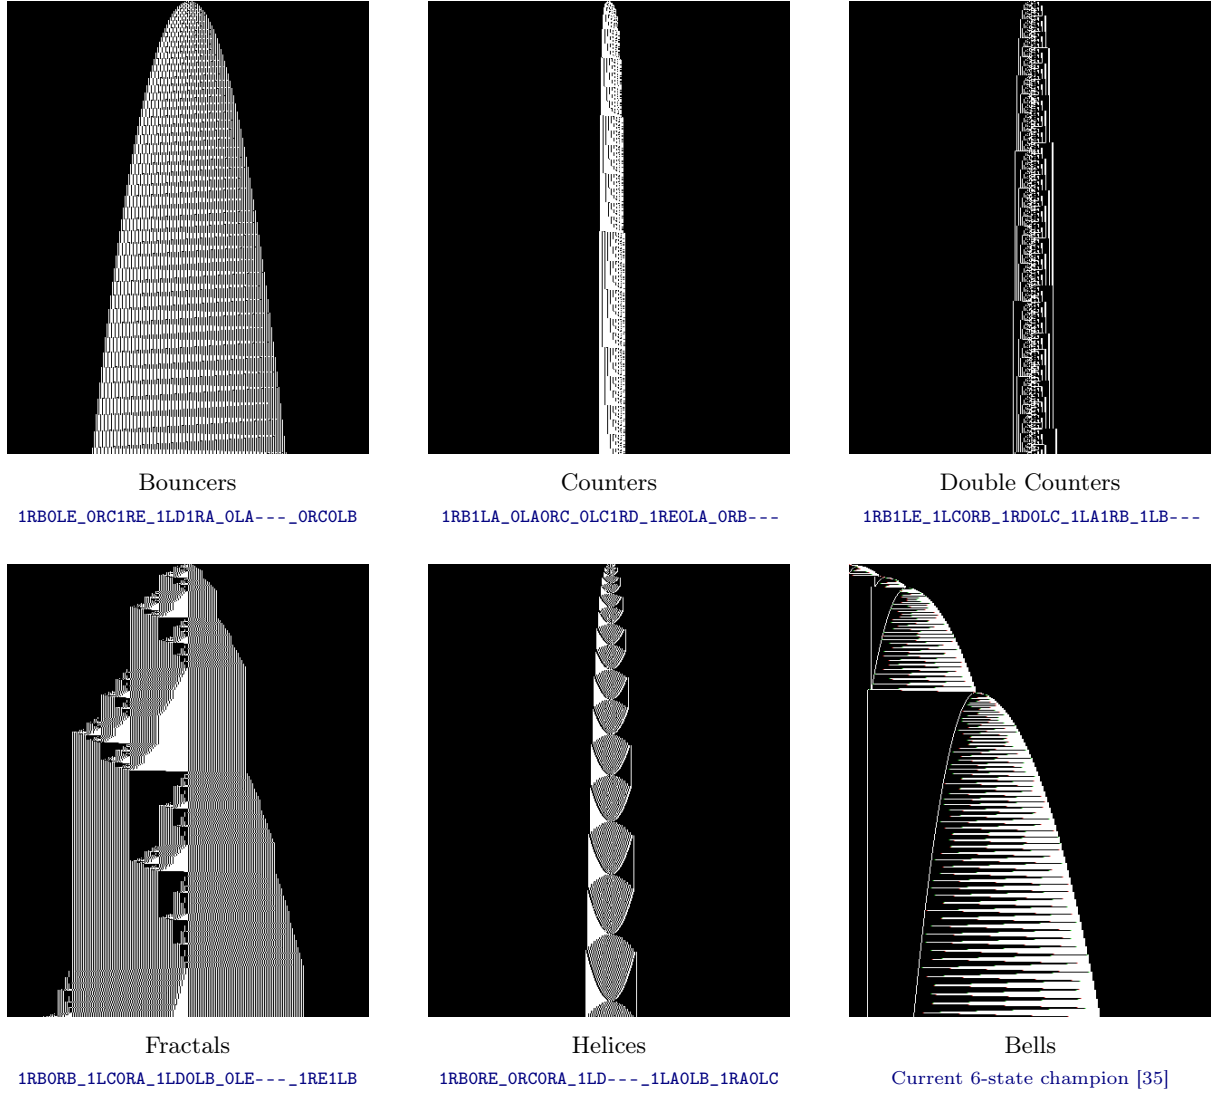 Bouncers
Counters
Double Counters
1RB0LE_0RC1RE_1LD1RA_0LA---_0RC0LB
1RB1LA_0LA0RC_0LC1RD_1RE0LA_0RB---
1RB1LE_1LC0RB_1RD0LC_1LA1RB_1LB---
Fractals
Helices
Bells
1RB0RB_1LC0RA_1LD0LB_0LE---_1RE1LB
1RB0RE_0RC0RA_1LD---_1LA0LB_1RA0LC
Current 6-state champion [35]